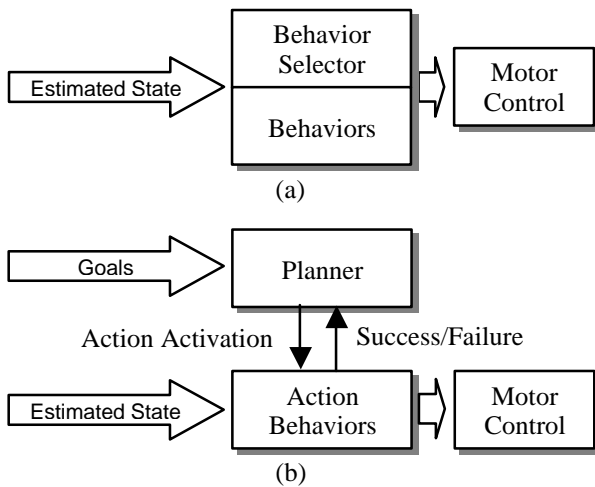 Behavior
Selector
Estimated State
Motor
Control
Behaviors
(a)
Goals
Planner
Action Activation
Success/Failure
Estimated State
Action
Behaviors
Motor
Control
(b)